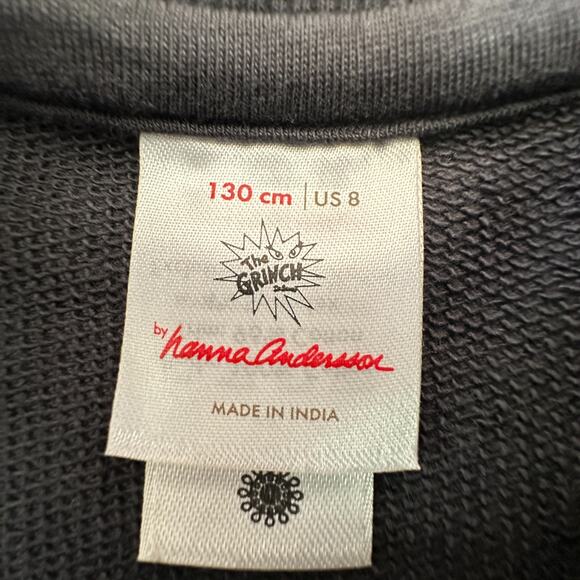 130 cm | US 8
The
GRINCH
by hanna Andersson
MADE IN INDIA